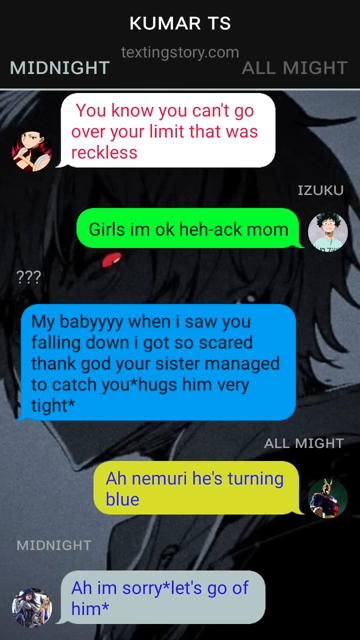 KUMAR TS
textingstory.com
MIDNIGHT
ALL MIGHT
You know you can't go
over your limit that was
reckless
IZUKU
Girls im ok heh-ack mom
???
My babyyyy when i saw you
falling down i got so scared
thank god your sister managed
to catch you*hugs him very
tight*
ALL MIGHT
Ah nemuri he's turning
blue
MIDNIGHT
Ah im sorry*let's go of
him*